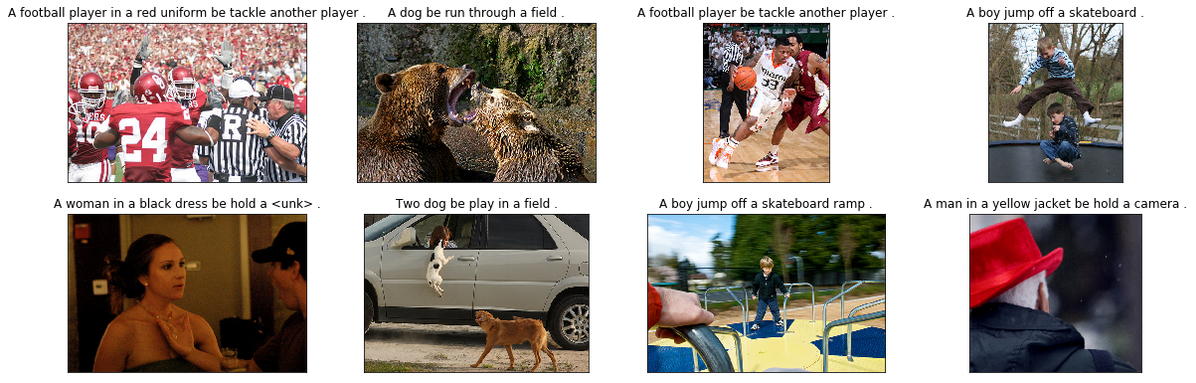 A football player in a red uniform be tackle another player .
A dog be run through a field .
A football player be tackle another player .
A boy jump off a skateboard .
24
R
33
A woman in a black dress be hold a <unk> .
Two dog be play in a field .
A boy jump off a skateboard ramp .
A man in a yellow jacket be hold a camera .